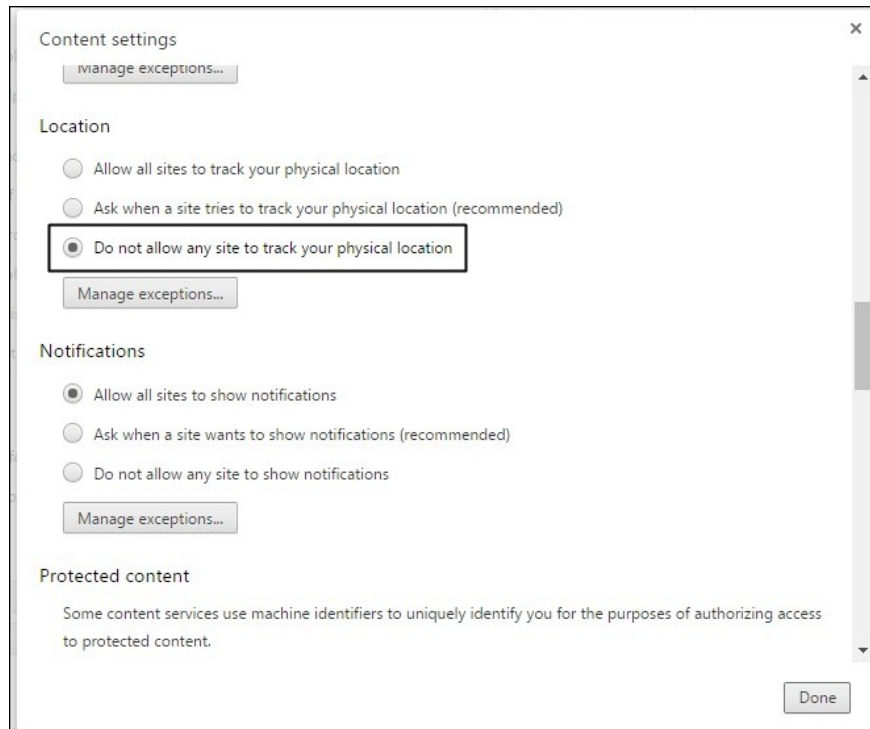 Content settings
Manage exceptions...
Location
Allow all sites to track your physical location
Ask when a site tries to track your physical location (recommended)
Do not allow any site to track your physical location
Manage exceptions...
Notifications
Allow all sites to show notifications
Ask when a site wants to show notifications (recommended)
Do not allow any site to show notifications
Manage exceptions...
Protected content
Some content services use machine identifiers to uniquely identify you for the purposes of authorizing access
to protected content.
Done